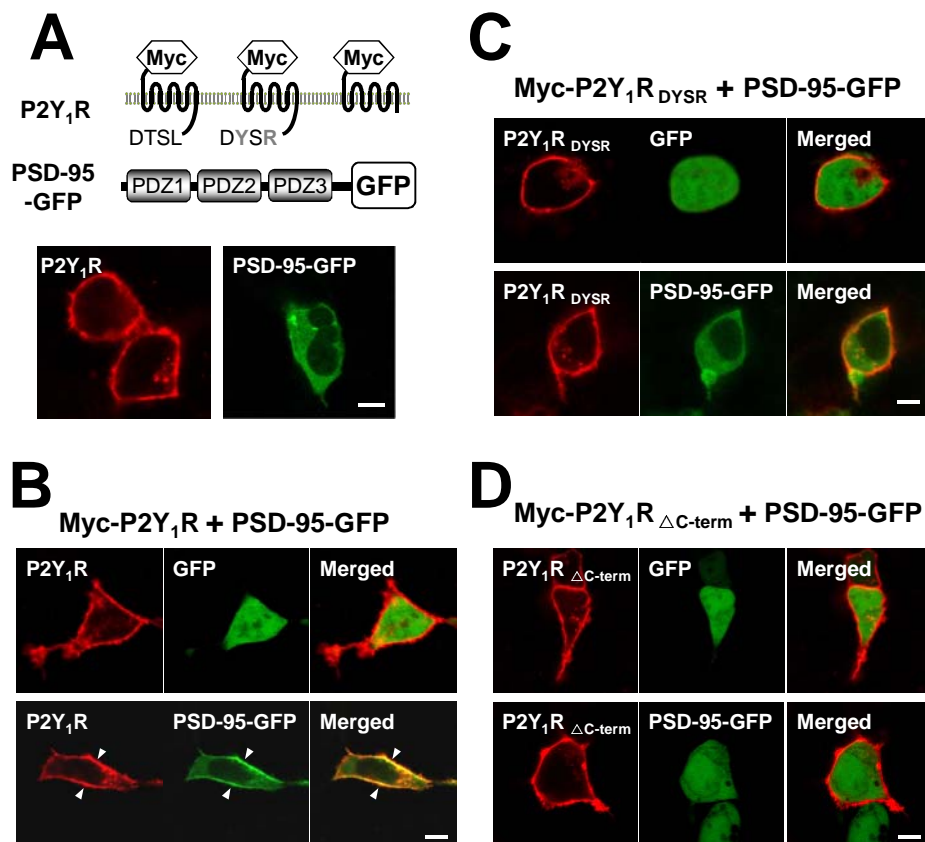 A
Myc Myc Myc
P2Y₁R
DTSL DYSR
PSD-95
-GFP
PDZ1 PDZ2 PDZ3 GFP
P2Y₁R PSD-95-GFP
B
Myc-P2Y₁R + PSD-95-GFP
P2Y₁R GFP Merged
P2Y₁R PSD-95-GFP Merged
C
Myc-P2Y₁R DYSR + PSD-95-GFP
P2Y₁R DYSR GFP Merged
P2Y₁R DYSR PSD-95-GFP Merged
D
Myc-P2Y₁R △C-term + PSD-95-GFP
P2Y₁R △C-term GFP Merged
P2Y₁R △C-term PSD-95-GFP Merged